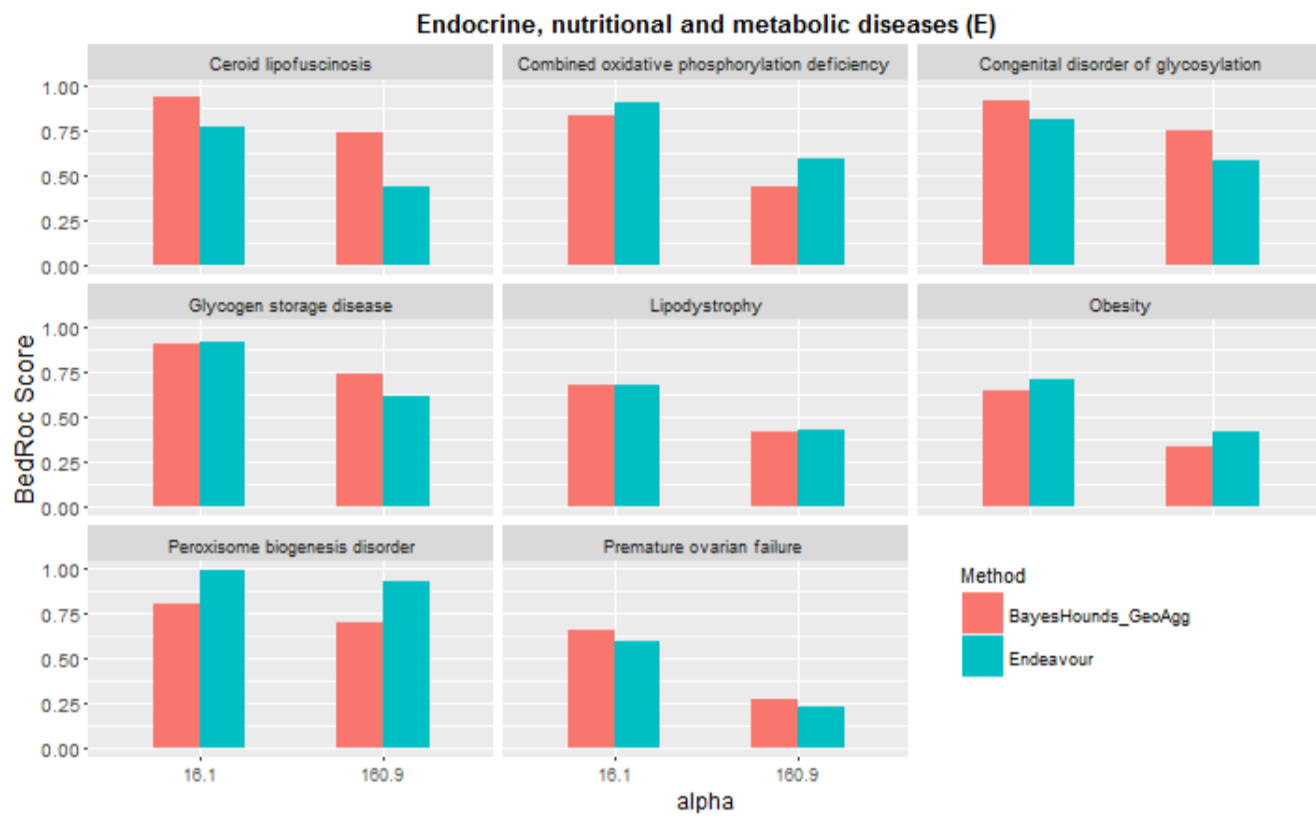 Endocrine, nutritional and metabolic diseases (E)
Ceroid lipofuscinosis
Combined oxidative phosphorylation deficiency
Congenital disorder of glycosylation
1.00
0.75
0.50
0.25
0.00
Glycogen storage disease
Lipodystrophy
Obesity
1.00
0.75
0.50
0.25
0.00
BedRoc Score
Peroxisome biogenesis disorder
Premature ovarian failure
1.00
0.75
0.50
0.25
0.00
Method
BayesHounds_GeoAgg
Endeavour
16.1
160.9
16.1
160.9
alpha